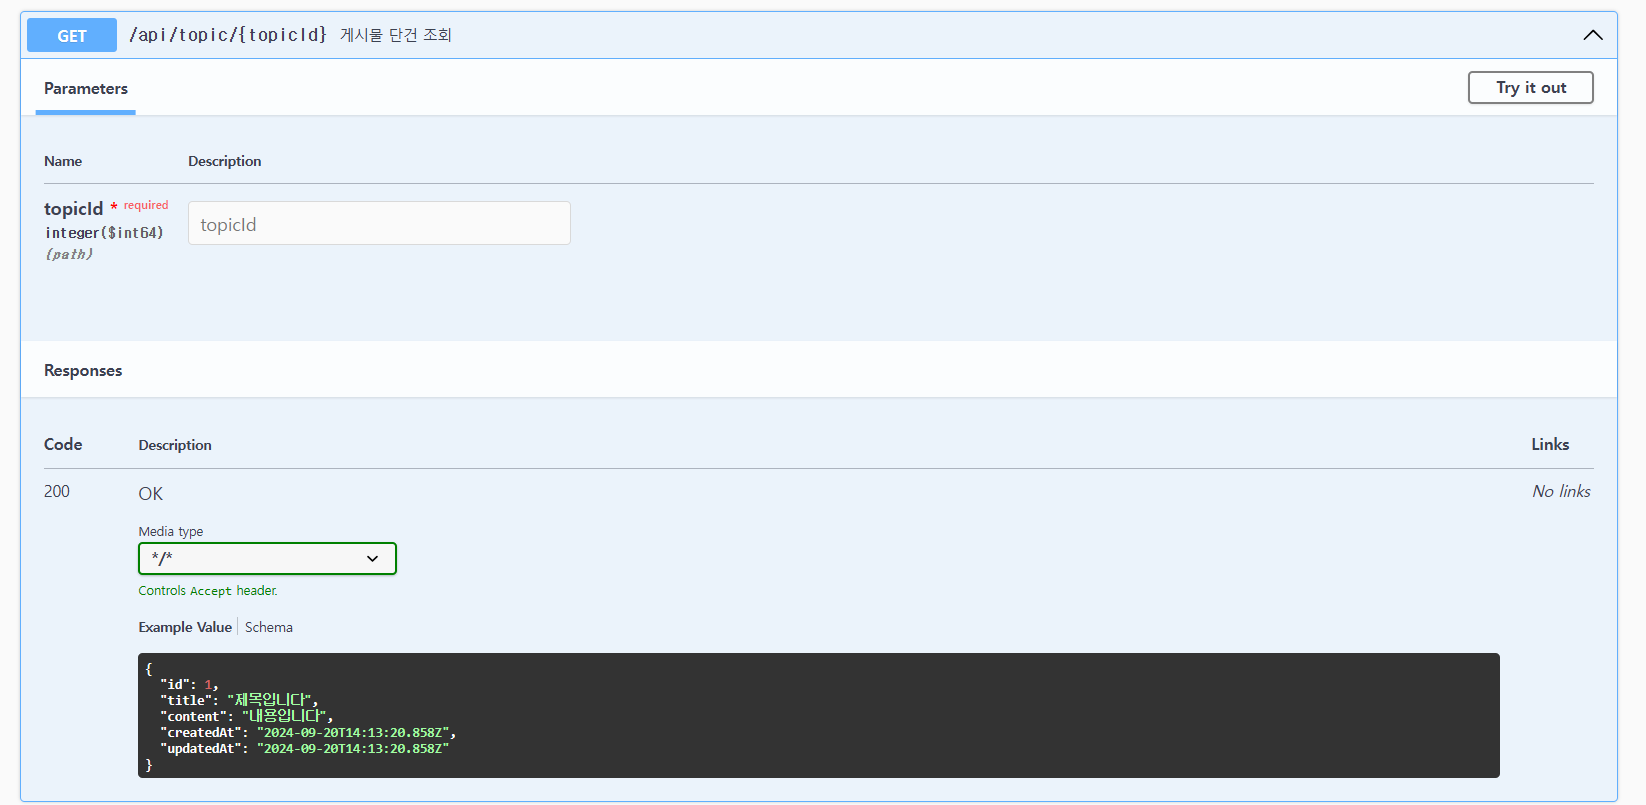 GET /api/topic/{topicId} 게시물 단건 조회
Parameters
Try it out
Name Description
topicId * required
integer($int64)
(path)
topicId
Responses
Code Description Links
200 OK No links
Media type
*/*
Controls Accept header.
Example Value Schema
{
"id": 1,
"title": "제목입니다",
"content": "내용입니다",
"createdAt": "2024-09-20T14:13:20.858Z",
"updatedAt": "2024-09-20T14:13:20.858Z"
}